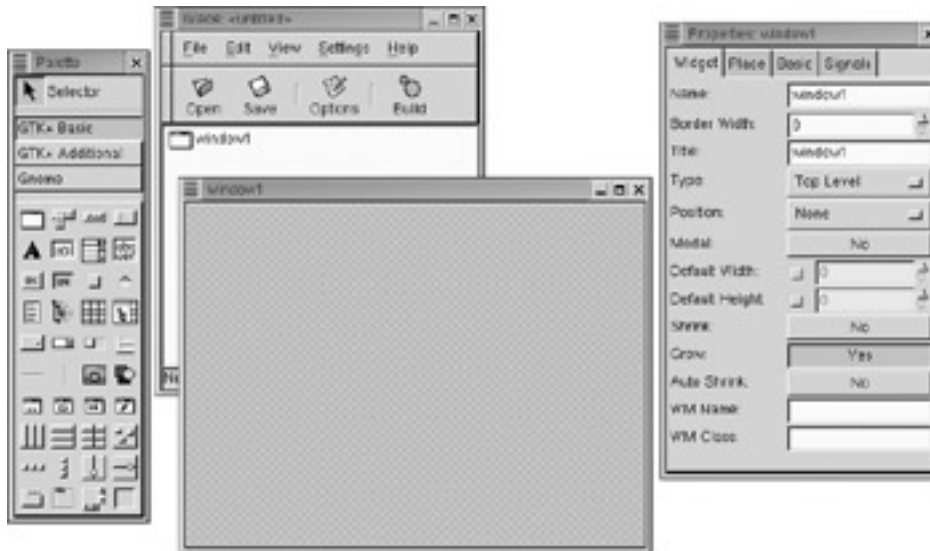 Palette
Selector
GTK+ Basic
GTK+ Additional
Gnome
<untitled>
File Edit View Settings Help
Open Save Options Build
window1
window1
Properties: window1
Widget Place Basic Signals
Name: window1
Border Width: 0
Title: window1
Type: Top Level
Position: None
Modal: No
Default Width: 0
Default Height: 0
Shrink: No
Grow: Yes
Auto Shrink: No
WM Name:
WM Class: